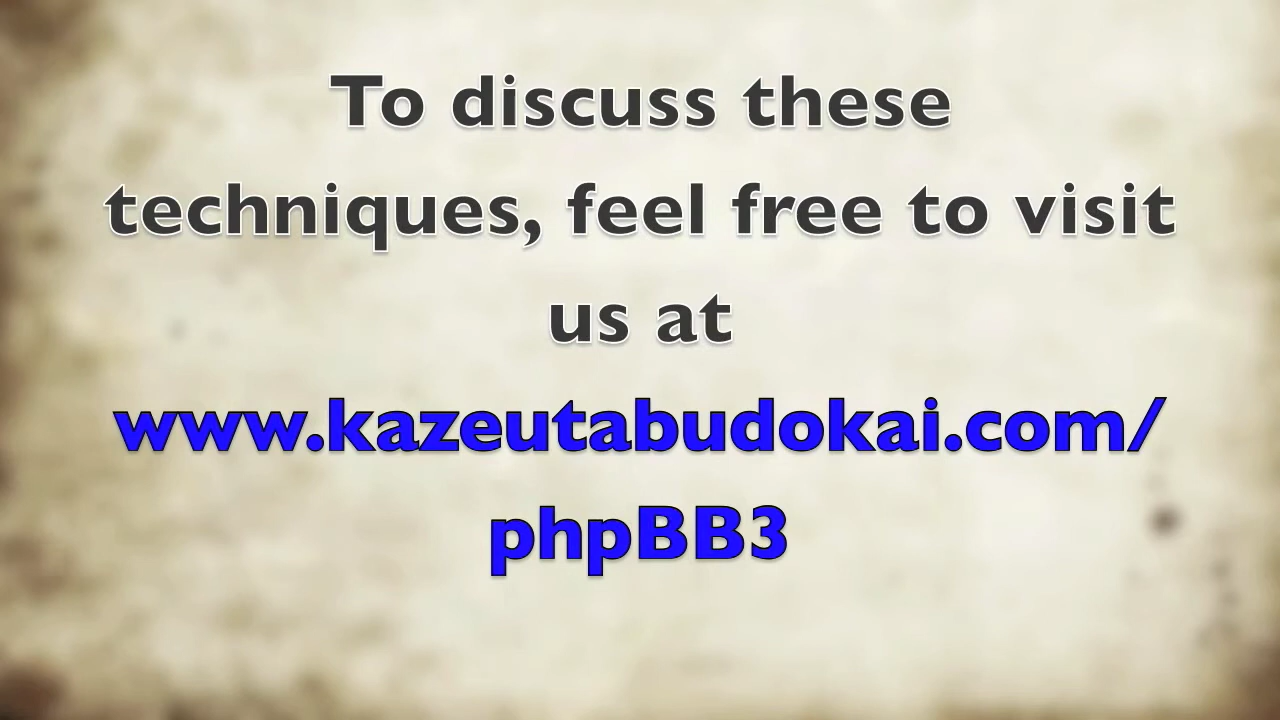 To discuss these
techniques, feel free to visit
us at
www.kazeutabudokai.com/
phpBB3